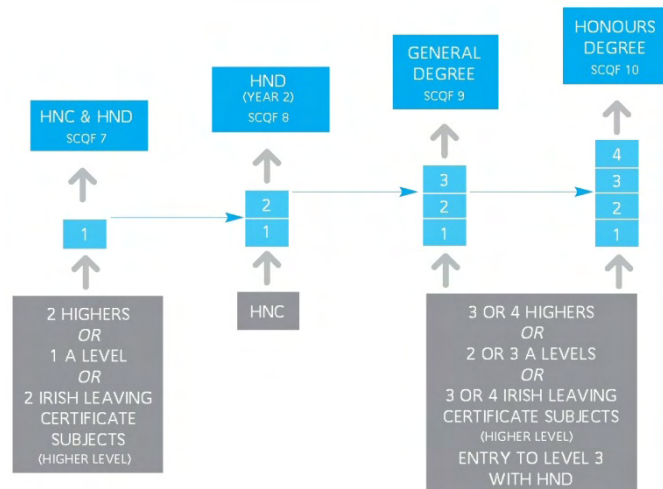 HONOURS
DEGREE
SCQF 10
GENERAL
DEGREE
SCQF 9
HND
(YEAR 2)
SCQF 8
HNC & HND
SCQF 7
1
2
1
3
2
1
4
3
2
1
2 HIGHERS
OR
1 A LEVEL
OR
2 IRISH LEAVING
CERTIFICATE
SUBJECTS
(HIGHER LEVEL)
HNC
3 OR 4 HIGHERS
OR
2 OR 3 A LEVELS
OR
3 OR 4 IRISH LEAVING
CERTIFICATE SUBJECTS
(HIGHER LEVEL)
ENTRY TO LEVEL 3
WITH HND